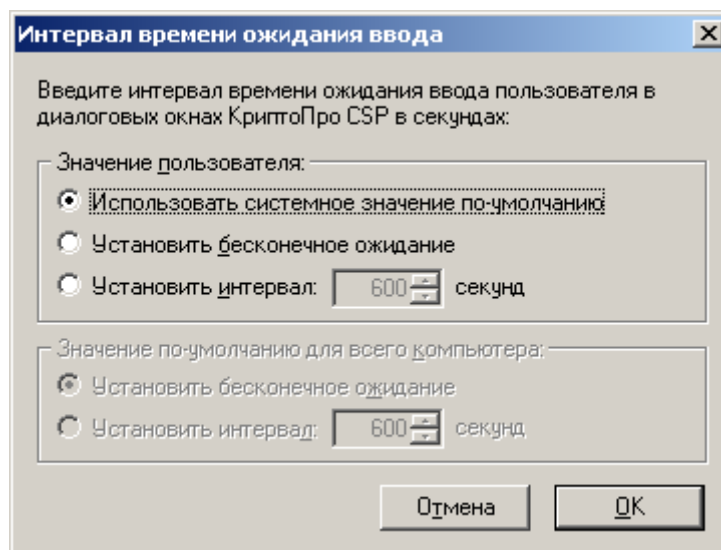 Интервал времени ожидания ввода
Введите интервал времени ожидания ввода пользователя в
диалоговых окнах КриптоПро CSP в секундах:
Значение пользователя:
Использовать системное значение по-умолчанию
Установить бесконечное ожидание
Установить интервал: 600 секунд
Значение по-умолчанию для всего компьютера:
Установить бесконечное ожидание
Установить интервал: 600 секунд
Отмена OK